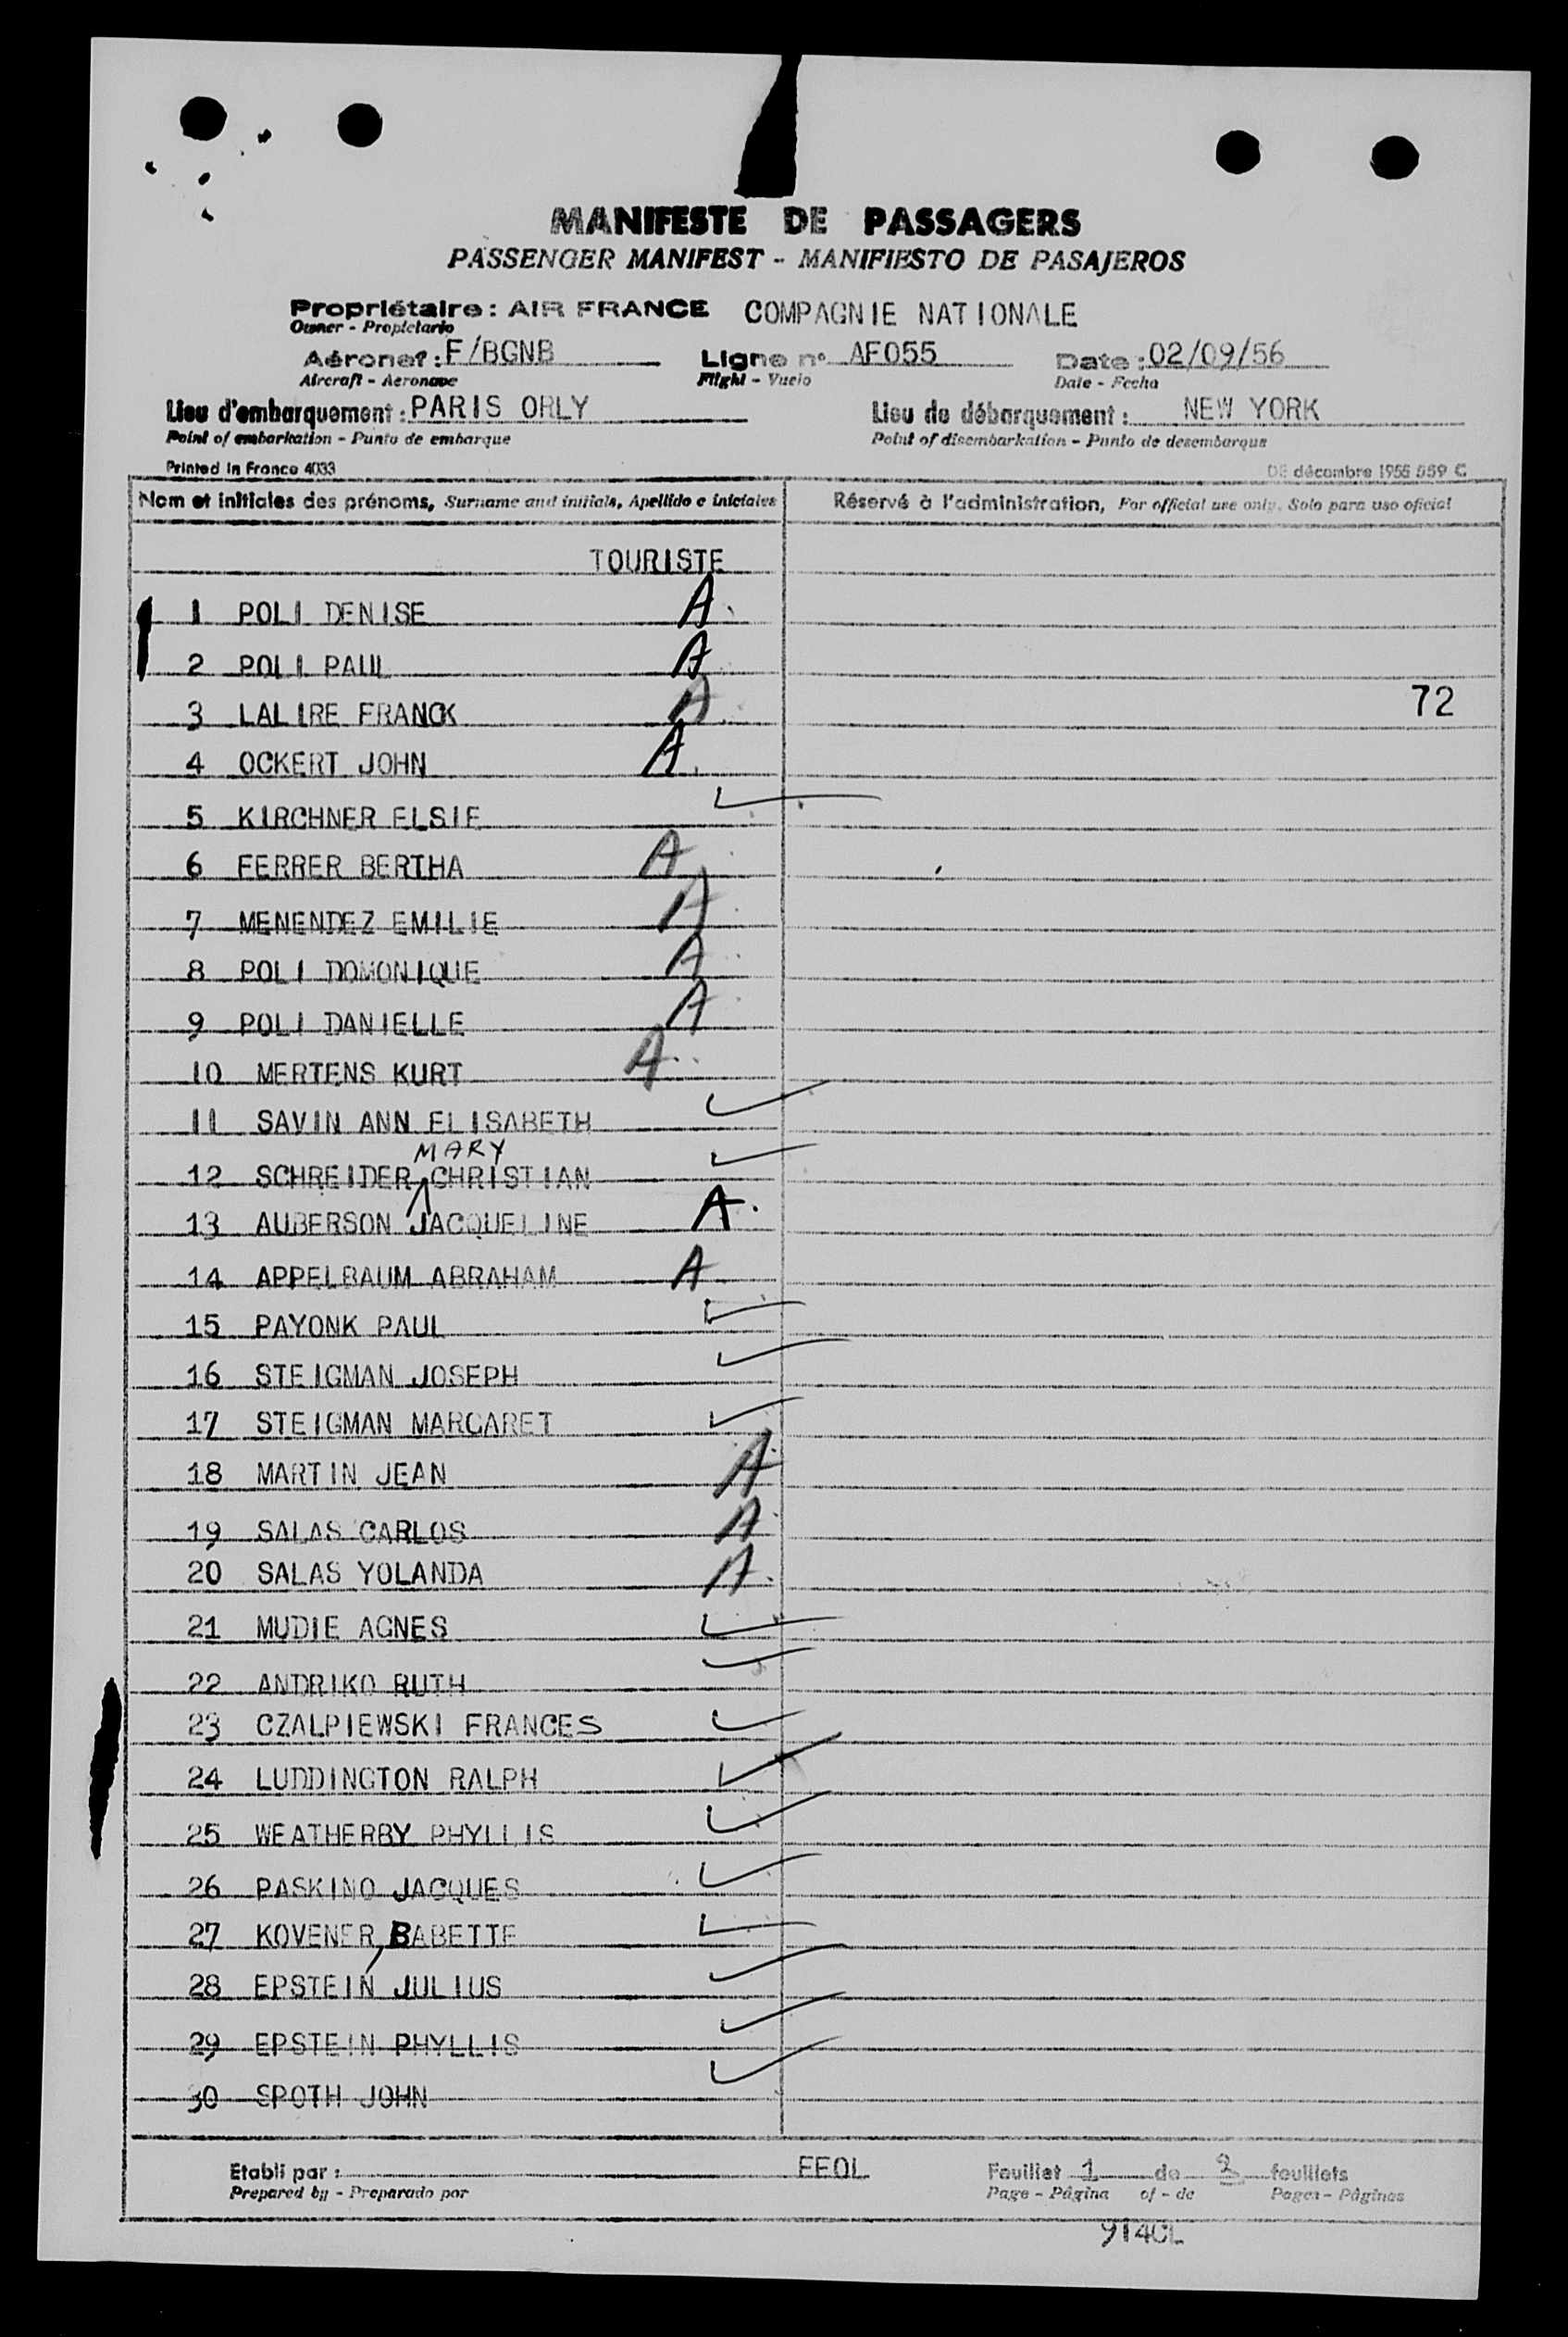 MANIFESTE DE PASSAGERS
PASSENGER MANIFEST - MANIFIESTO DE PASAJEROS
Propriétaire : AIR FRANCE COMPAGNIE NATIONALE
Owner - Propietario
Aéronef : F/BGNB Ligne n° AF055 Date : 02/09/56
Aircraft - Aeronave Flight - Vuelo Date - Fecha
Lieu d'embarquement : PARIS ORLY Lieu de débarquement : NEW YORK
Point of embarkation - Punto de embarque Point of disembarkation - Punto de desembarque
Printed in France 4033 DE décembre 1955 559 C
Nom et initiales des prénoms, Surname and initials, Apellido e iniciales Réservé à l'administration, For official use only, Solo para uso oficial
TOURISTE
1 POLI DENISE A
2 POLI PAUL A
3 LALIRE FRANCK A 72
4 OCKERT JOHN A
5 KIRCHNER ELSIE
6 FERRER BERTHA A
7 MENENDEZ EMILIE A
8 POLI DOMONIQUE A
9 POLI DANIELLE A
10 MERTENS KURT A
11 SAVIN ANN ELISABETH
MARY
12 SCHREIDER CHRISTIAN
13 AUBERSON JACQUELINE A
14 APPELBAUM ABRAHAM A
15 PAYONK PAUL
16 STEIGMAN JOSEPH
17 STEIGMAN MARGARET
18 MARTIN JEAN A
19 SALAS CARLOS A
20 SALAS YOLANDA A
21 MUDIE AGNES
22 ANDRIKO RUTH
23 CZALPIEWSKI FRANCES
24 LUDDINGTON RALPH
25 WEATHERBY PHYLLIS
26 PASKINO JACQUES
27 KOVENER, BABETTE
28 EPSTEIN JULIUS
29 EPSTEIN PHYLLIS
30 SPOTH JOHN
Etabli par : EEOL Feuillet 1 de 2 feuillets
Prepared by - Preparado por Page - Página of - de Pages - Páginas
914CL